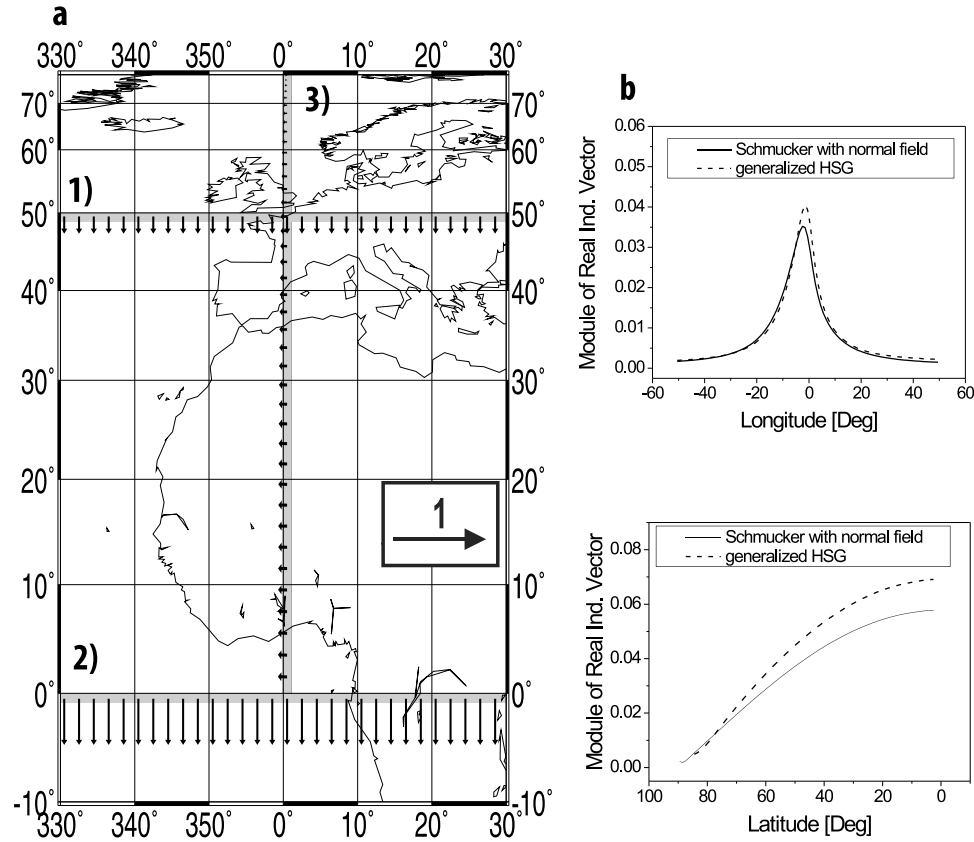 a
330° 340° 350° 0° 10° 20° 30°
70° 70°
60° 60°
50° 50°
40° 40°
30° 30°
20° 20°
10° 10°
0° 0°
-10° -10°
330° 340° 350° 0° 10° 20° 30°
3)
1)
1
2)
b
Module of Real Ind. Vector
0.06
0.05
0.04
0.03
0.02
0.01
0.00
Schmucker with normal field
generalized HSG
-60 -40 -20 0 20 40 60
Longitude [Deg]
Module of Real Ind. Vector
0.08
0.06
0.04
0.02
0.00
Schmucker with normal field
generalized HSG
100 80 60 40 20 0
Latitude [Deg]